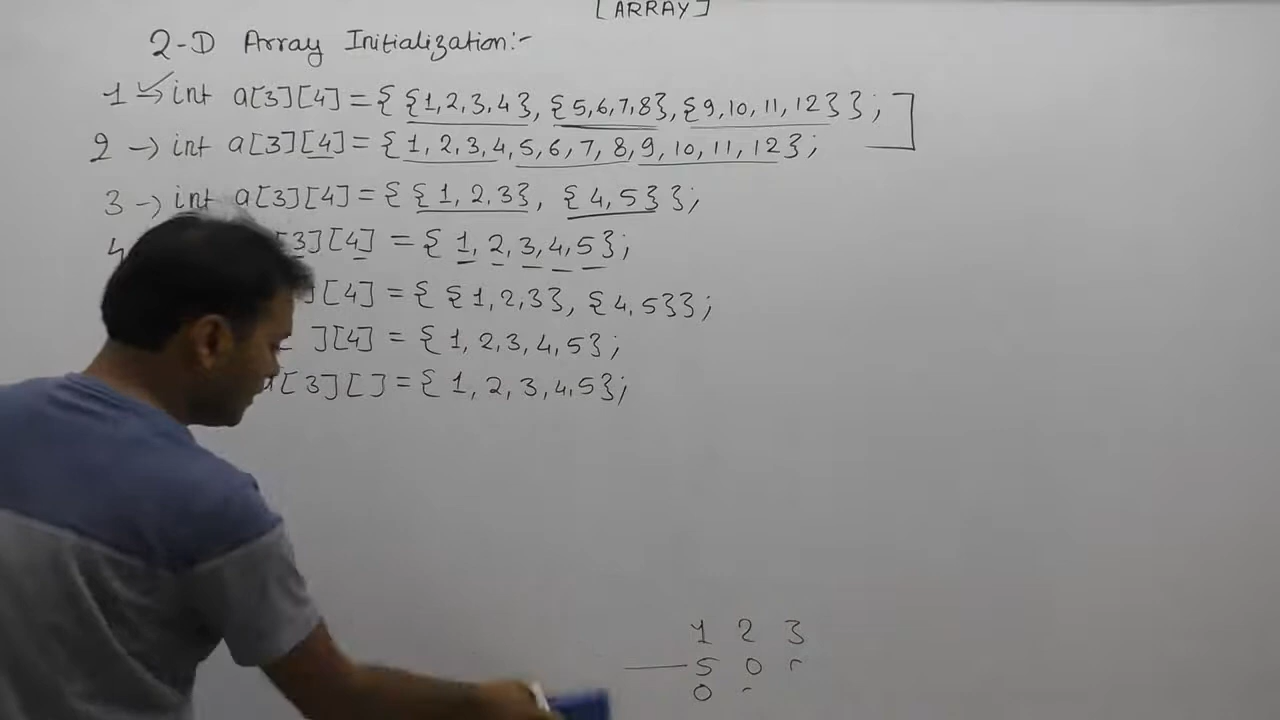 [ARRAY]
2-D Array Initialization:-
1 → int a[3][4] = { {1,2,3,4}, {5,6,7,8}, {9,10,11,12} };
2 → int a[3][4] = { 1, 2, 3, 4, 5, 6, 7, 8, 9, 10, 11, 12 };
3 → int a[3][4] = { { 1, 2, 3 }, { 4, 5 } };
4 [3][4] = { 1, 2, 3, 4, 5 };
][4] = { { 1, 2, 3 }, { 4, 5 } };
[ ][4] = { 1, 2, 3, 4, 5 };
a[3][] = { 1, 2, 3, 4, 5 };
1 2 3
5 0
0